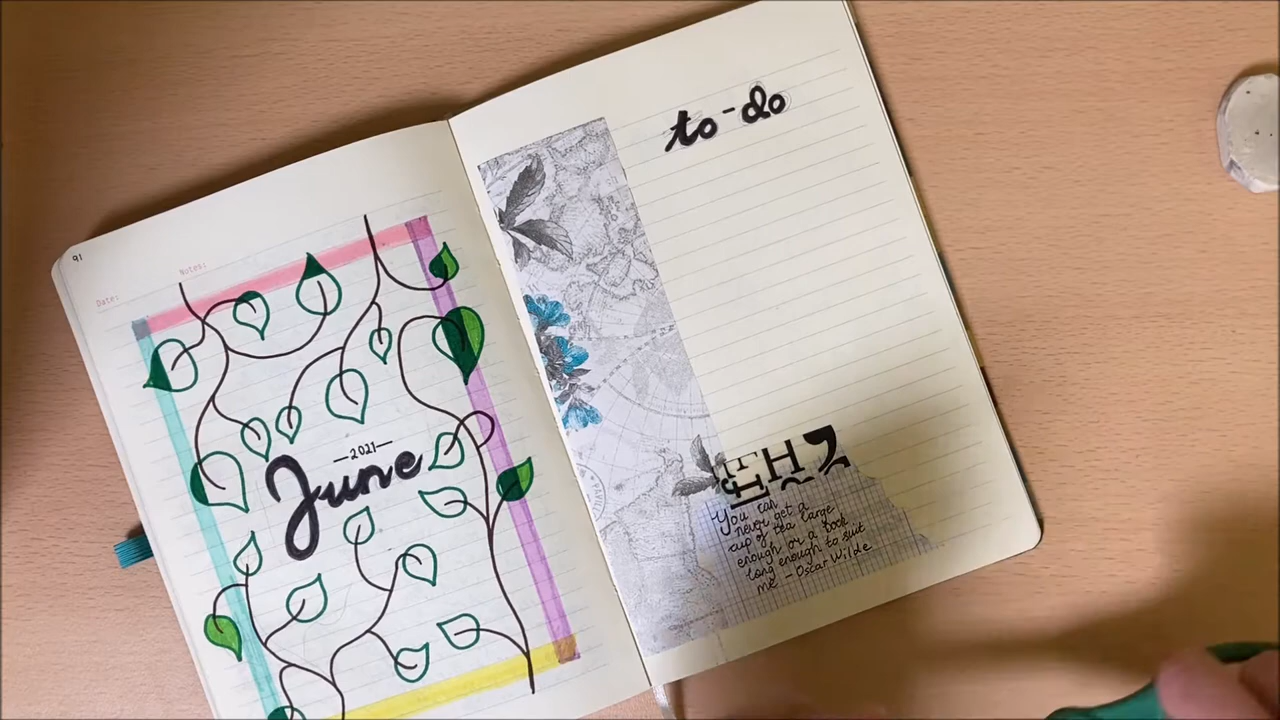 91
Notes:
Date:
—2021—
June
to-do
You can
never get a
cup of tea large
enough or a book
long enough to suit
me - Oscar Wilde